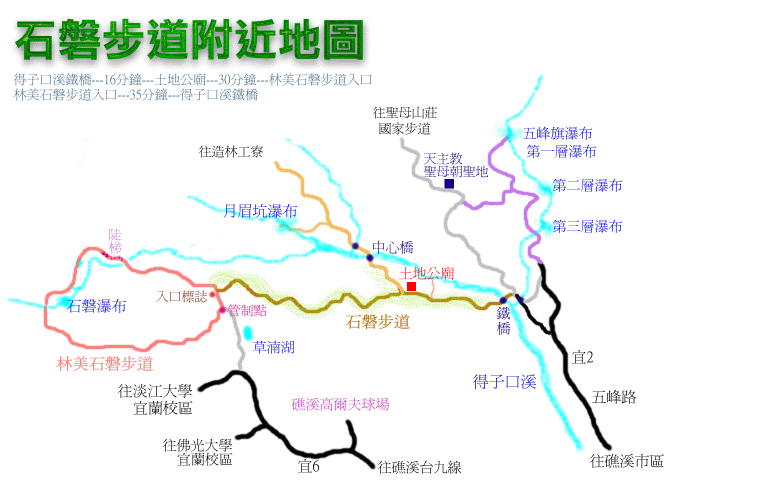 石磐步道附近地圖
得子口溪鐵橋---16分鐘---土地公廟---30分鐘---林美石磐步道入口
林美石磐步道入口---35分鐘---得子口溪鐵橋
往聖母山莊
國家步道
五峰旗瀑布
第一層瀑布
往造林工寮
天主教
聖母朝聖地
第二層瀑布
月眉坑瀑布
第三層瀑布
陡梯
中心橋
土地公廟
入口標誌
石磐瀑布
管制點
石磐步道
鐵橋
草湳湖
林美石磐步道
宜2
得子口溪
往淡江大學
宜蘭校區
五峰路
礁溪高爾夫球場
往佛光大學
宜蘭校區
宜6
往礁溪台九線
往礁溪市區